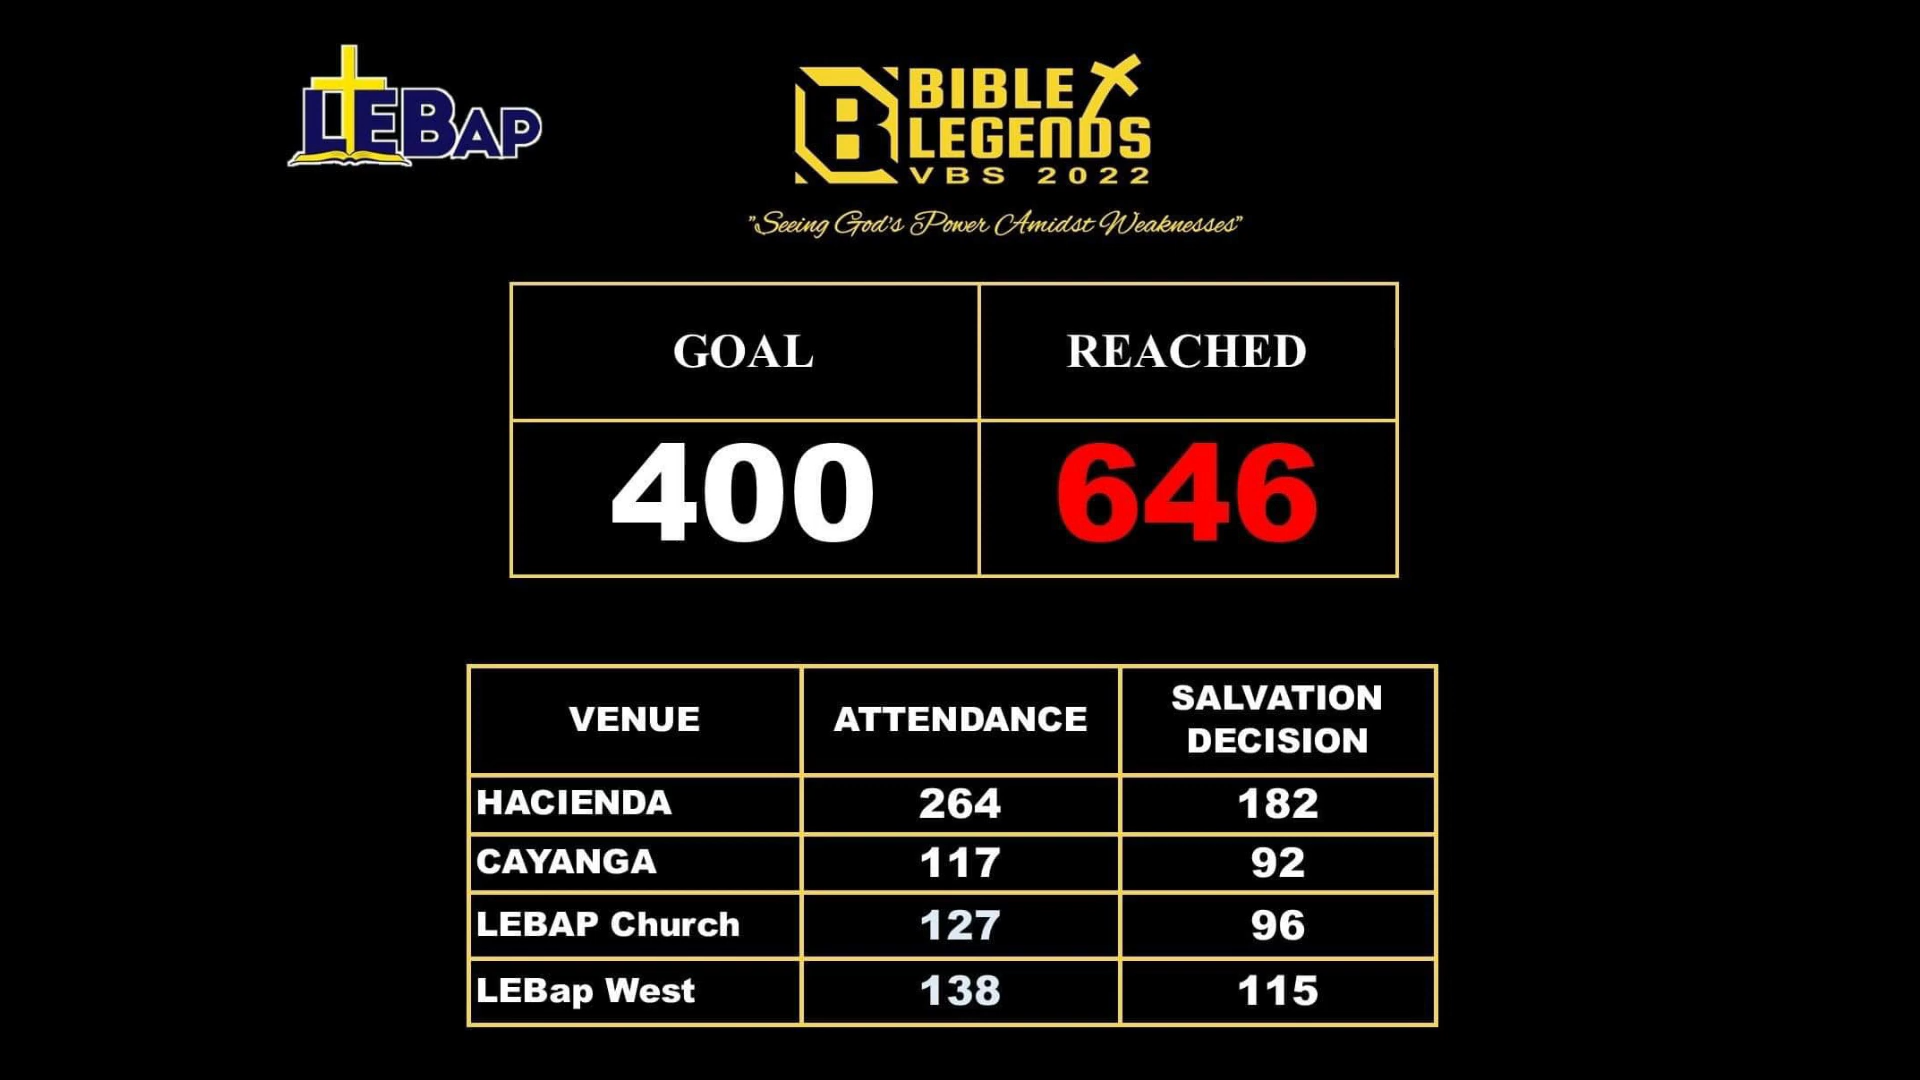 LEBAP
BIBLE
LEGENDS
VBS 2022
"Seeing God's Power Amidst Weaknesses"
GOAL REACHED
400 646
VENUE ATTENDANCE SALVATION DECISION
HACIENDA 264 182
CAYANGA 117 92
LEBAP Church 127 96
LEBap West 138 115